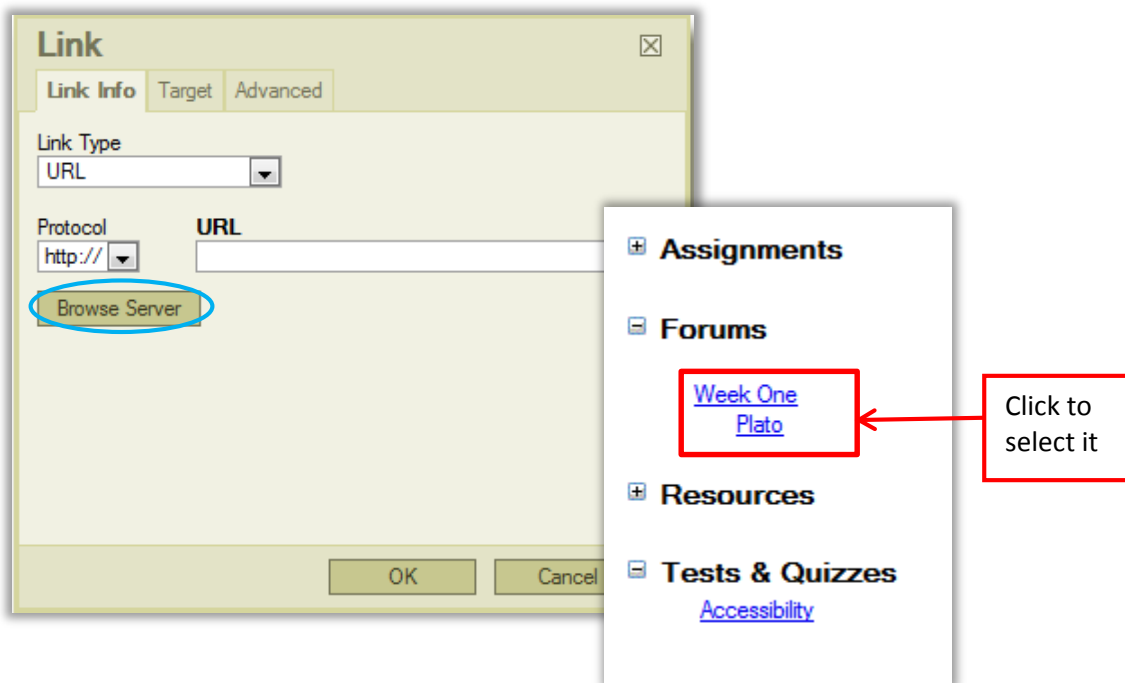 Link
Link Info Target Advanced
Link Type
URL
Protocol URL
http://
Browse Server
OK Cancel
Assignments
Forums
Week One
Plato
Resources
Tests & Quizzes
Accessibility
Click to
select it